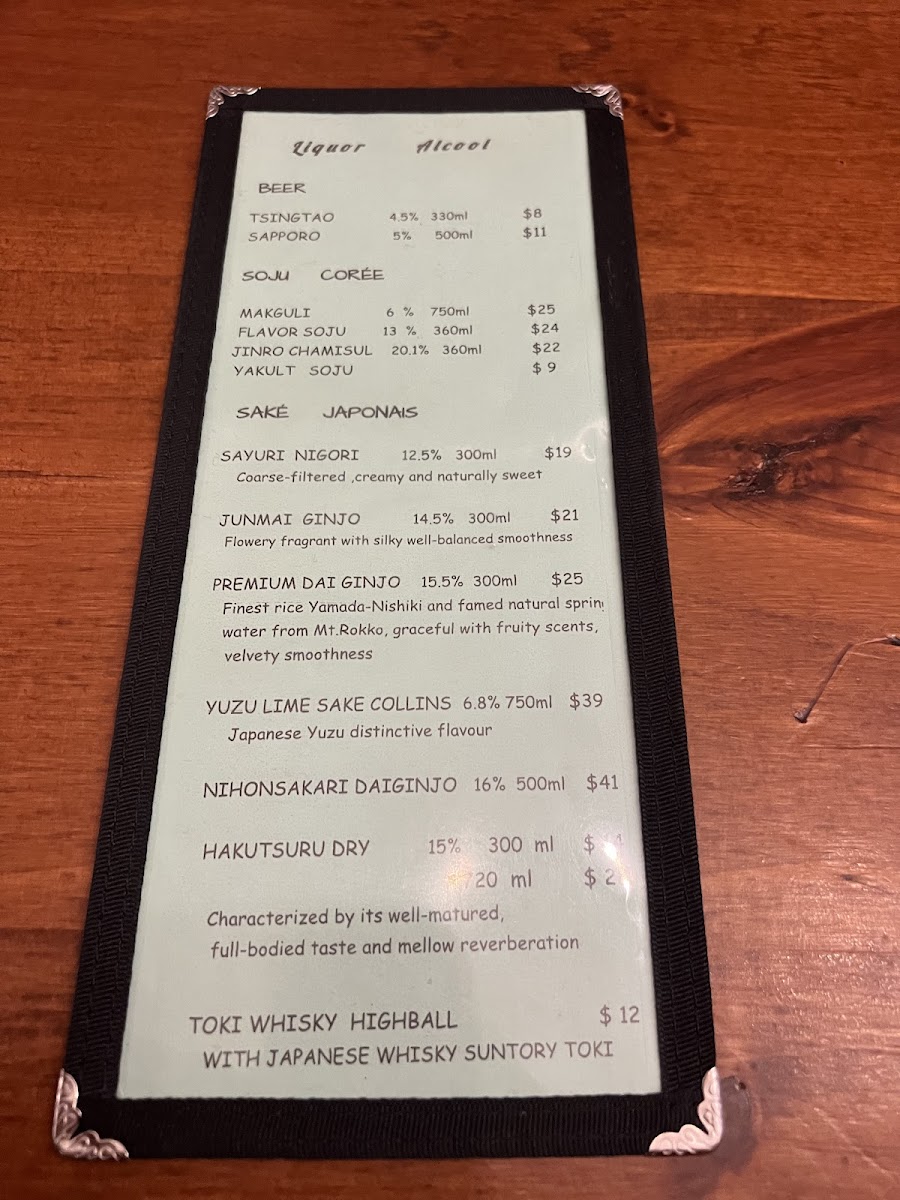 Liquor Alcool
BEER
TSINGTAO 4.5% 330ml $8
SAPPORO 5% 500ml $11
SOJU CORÉE
MAKGULI 6 % 750ml $25
FLAVOR SOJU 13 % 360ml $24
JINRO CHAMISUL 20.1% 360ml $22
YAKULT SOJU $ 9
SAKÉ JAPONAIS
SAYURI NIGORI 12.5% 300ml $19
Coarse-filtered ,creamy and naturally sweet
JUNMAI GINJO 14.5% 300ml $21
Flowery fragrant with silky well-balanced smoothness
PREMIUM DAI GINJO 15.5% 300ml $25
Finest rice Yamada-Nishiki and famed natural sprin
water from Mt.Rokko, graceful with fruity scents,
velvety smoothness
YUZU LIME SAKE COLLINS 6.8% 750ml $39
Japanese Yuzu distinctive flavour
NIHONSAKARI DAIGINJO 16% 500ml $41
HAKUTSURU DRY 15% 300 ml $
720 ml $ 2
Characterized by its well-matured,
full-bodied taste and mellow reverberation
TOKI WHISKY HIGHBALL $ 12
WITH JAPANESE WHISKY SUNTORY TOKI